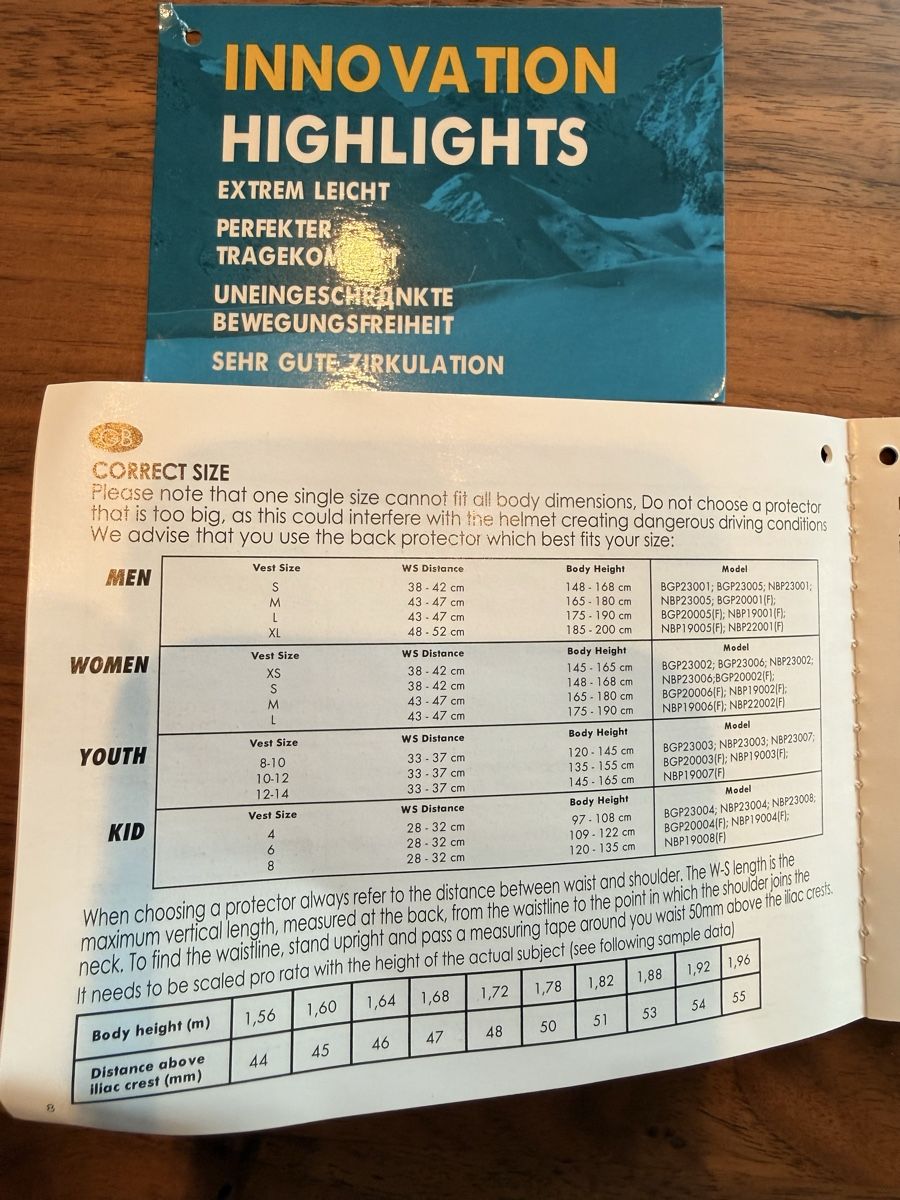 INNOVATION
HIGHLIGHTS
EXTREM LEICHT
PERFEKTER
UNEINGESCHRÄNKTE
BEWEGUNGSFREIHEIT
SEHR GUTE ZIRKULATION
GB
CORRECT SIZE
Please note that one single size cannot fit all body dimensions, Do not choose a protector
that is too big, as this could interfere with the helmet creating dangerous driving conditions
We advise that you use the back protector which best fits your size:
MEN
Vest Size WS Distance Body Height Model
S 38 - 42 cm 148 - 168 cm BGP23001; BGP23005; NBP23001;
M 43 - 47 cm 165 - 180 cm NBP23005; BGP20001(F);
L 43 - 47 cm 175 - 190 cm BGP20005(F); NBP19001(F);
XL 48 - 52 cm 185 - 200 cm NBP19005(F); NBP22001(F)
WOMEN
Vest Size WS Distance Body Height Model
XS 38 - 42 cm 145 - 165 cm BGP23002; BGP23006; NBP23002;
S 38 - 42 cm 148 - 168 cm NBP23006;BGP20002(F);
M 43 - 47 cm 165 - 180 cm BGP20006(F); NBP19002(F);
L 43 - 47 cm 175 - 190 cm NBP19006(F); NBP22002(F)
YOUTH
Vest Size WS Distance Body Height Model
8-10 33 - 37 cm 120 - 145 cm BGP23003; NBP23003; NBP23007;
10-12 33 - 37 cm 135 - 155 cm BGP20003(F); NBP19003(F);
12-14 33 - 37 cm 145 - 165 cm NBP19007(F)
KID
Vest Size WS Distance Body Height Model
4 28 - 32 cm 97 - 108 cm BGP23004; NBP23004; NBP23008;
6 28 - 32 cm 109 - 122 cm BGP20004(F); NBP19004(F);
8 28 - 32 cm 120 - 135 cm NBP19008(F)
When choosing a protector always refer to the distance between waist and shoulder. The W-S length is the
maximum vertical length, measured at the back, from the waistline to the point in which the shoulder joins the
neck. To find the waistline, stand upright and pass a measuring tape around you waist 50mm above the iliac crests.
It needs to be scaled pro rata with the height of the actual subject (see following sample data)
Body height (m) 1,56 1,60 1,64 1,68 1,72 1,78 1,82 1,88 1,92 1,96
Distance above
iliac crest (mm) 44 45 46 47 48 50 51 53 54 55
8